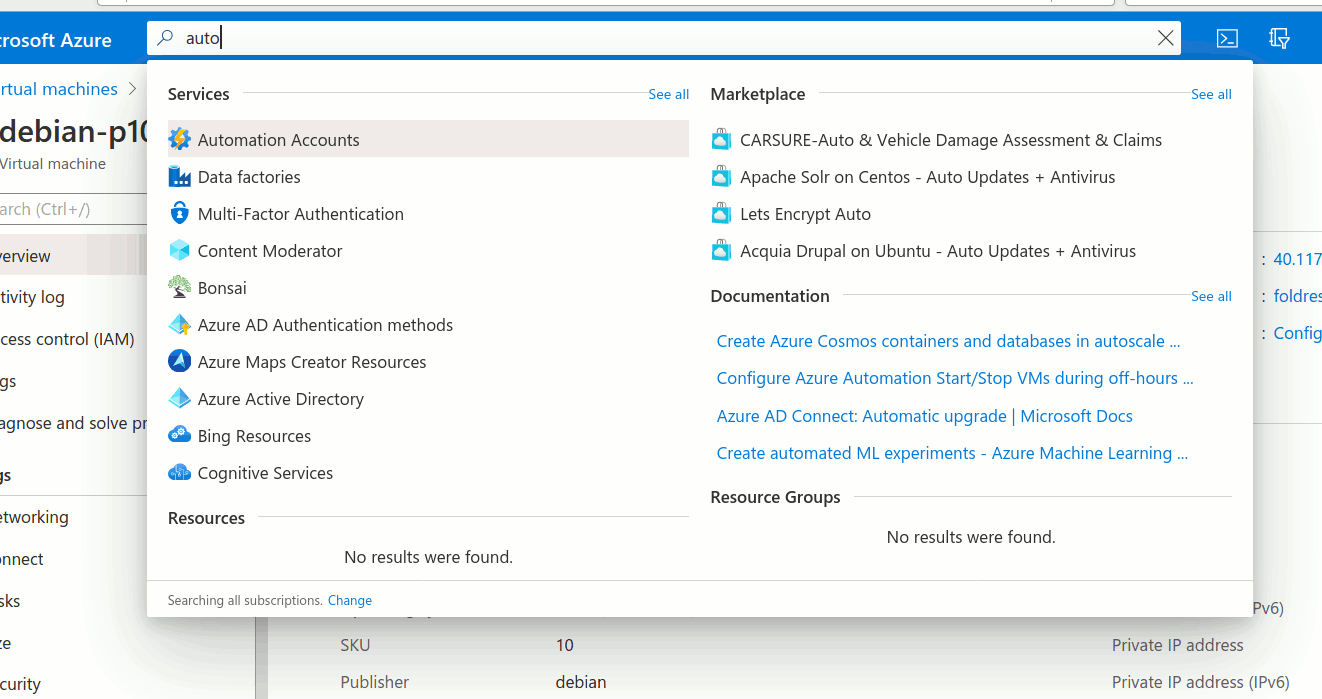 crosoft Azure
auto
rtual machines
debian-p10
Virtual machine
arch (Ctrl+/)
verview
tivity log
cess control (IAM)
gs
agnose and solve pr
gs
etworking
onnect
sks
ze
curity
Services
See all
Automation Accounts
Data factories
Multi-Factor Authentication
Content Moderator
Bonsai
Azure AD Authentication methods
Azure Maps Creator Resources
Azure Active Directory
Bing Resources
Cognitive Services
Resources
No results were found.
Marketplace
See all
CARSURE-Auto & Vehicle Damage Assessment & Claims
Apache Solr on Centos - Auto Updates + Antivirus
Lets Encrypt Auto
Acquia Drupal on Ubuntu - Auto Updates + Antivirus
Documentation
See all
Create Azure Cosmos containers and databases in autoscale ...
Configure Azure Automation Start/Stop VMs during off-hours ...
Azure AD Connect: Automatic upgrade | Microsoft Docs
Create automated ML experiments - Azure Machine Learning ...
Resource Groups
No results were found.
Searching all subscriptions. Change
: 40.117
: foldres
: Config
Pv6)
SKU 10 Private IP address
Publisher debian Private IP address (IPv6)